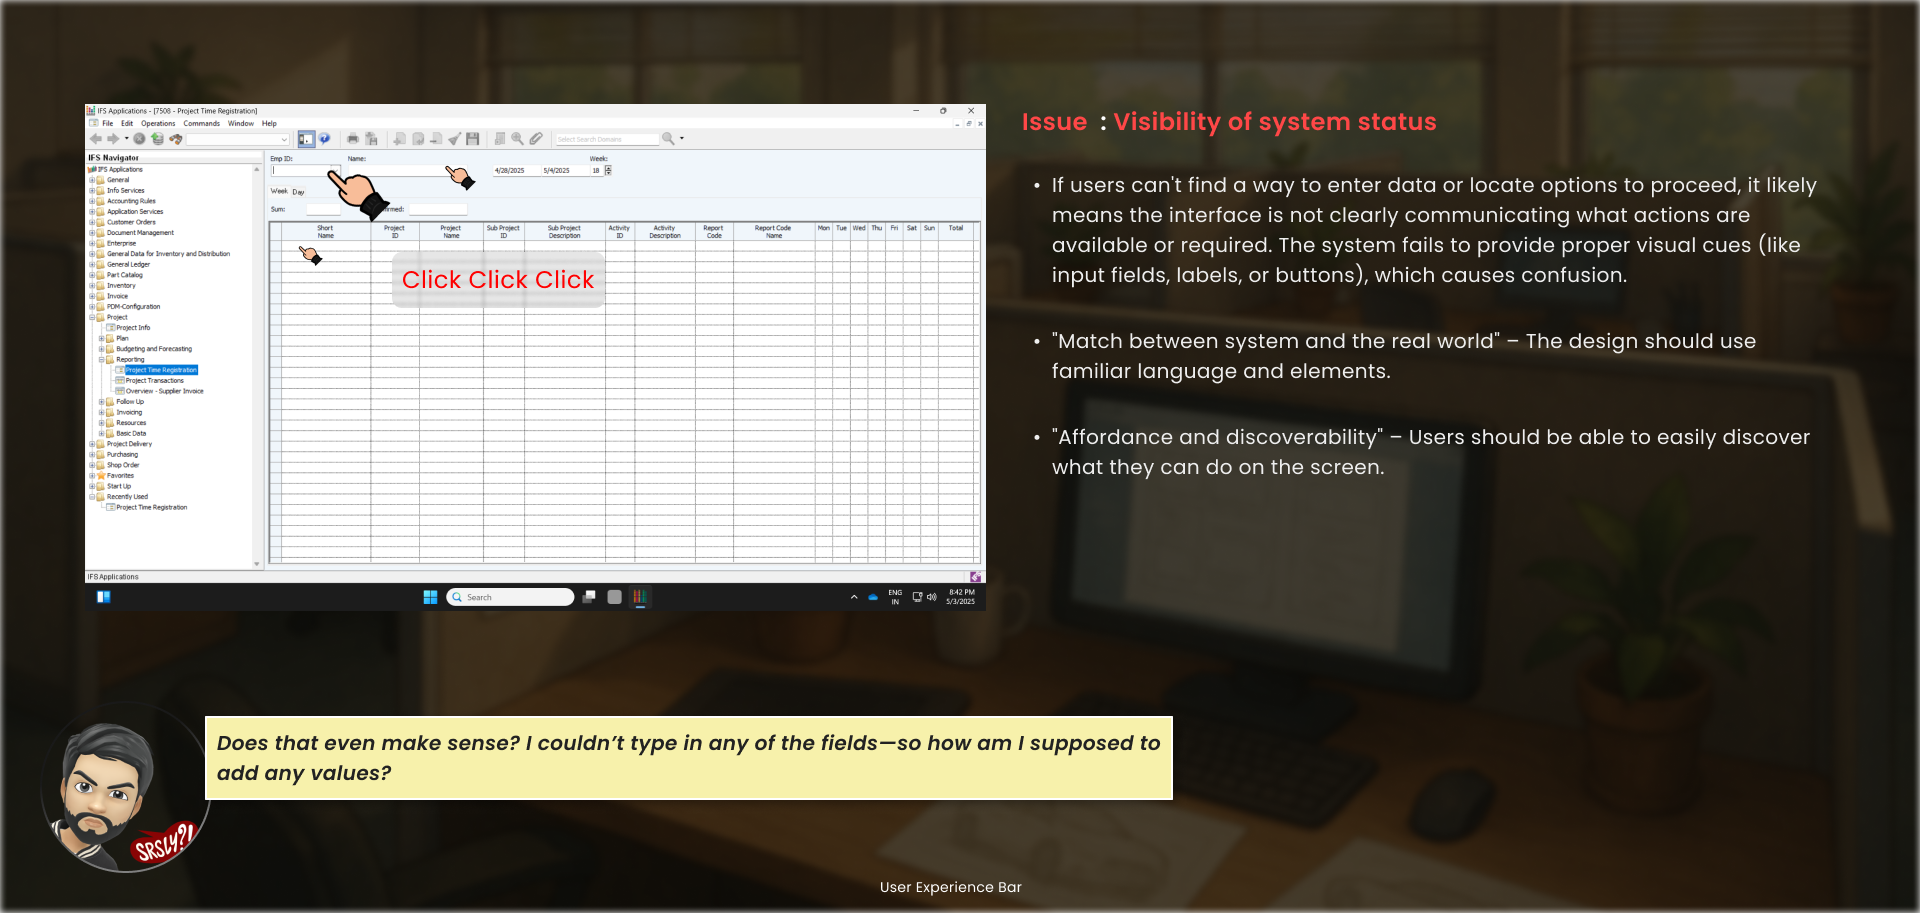 IFS Applications - [7508 - Project Time Registration]
File Edit Operations Commands Window Help
Select Search Domains
IFS Navigator
IFS Applications
General
Info Services
Accounting Rules
Application Services
Customer Orders
Document Management
Enterprise
General Data for Inventory and Distribution
General Ledger
Part Catalog
Inventory
Invoice
PDM-Configuration
Project
Project Info
Plan
Budgeting and Forecasting
Reporting
Project Time Registration
Project Transactions
Overview - Supplier Invoice
Follow Up
Invoicing
Resources
Basic Data
Project Delivery
Purchasing
Shop Order
Favorites
Start Up
Recently Used
Project Time Registration
Emp ID: Name: Week:
4/28/2025 5/4/2025 18
Week Day
Sum:
Short Name Project ID Project Name Sub Project ID Sub Project Description Activity ID Activity Description Report Code Report Code Name Mon Tue Wed Thu Fri Sat Sun Total
Click Click Click
IFS Applications
Search
ENG
IN
8:42 PM
5/3/2025
Issue : Visibility of system status
• If users can't find a way to enter data or locate options to proceed, it likely
means the interface is not clearly communicating what actions are
available or required. The system fails to provide proper visual cues (like
input fields, labels, or buttons), which causes confusion.
• "Match between system and the real world" – The design should use
familiar language and elements.
• "Affordance and discoverability" – Users should be able to easily discover
what they can do on the screen.
Does that even make sense? I couldn’t type in any of the fields—so how am I supposed to
add any values?
SRSLY?!
User Experience Bar